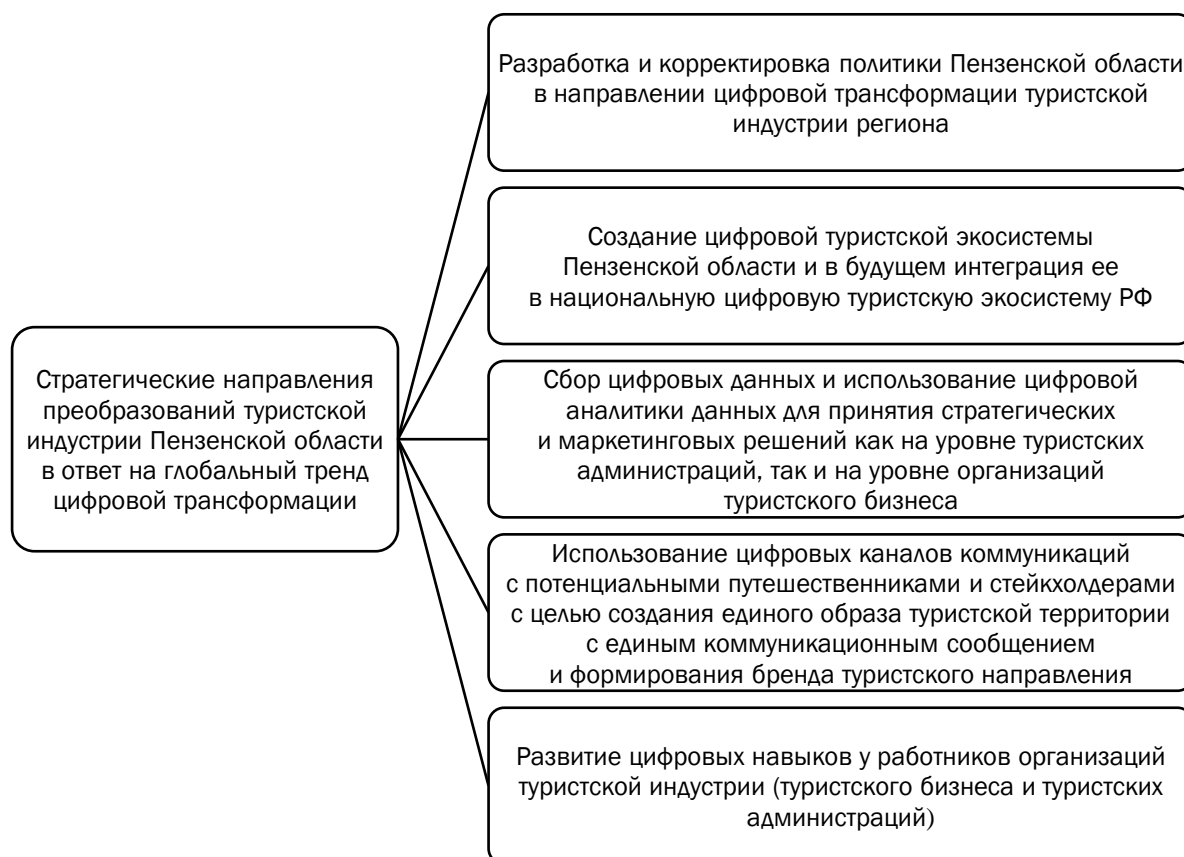 Разработка и корректировка политики Пензенской области
в направлении цифровой трансформации туристской
индустрии региона
Создание цифровой туристской экосистемы
Пензенской области и в будущем интеграция ее
в национальную цифровую туристскую экосистему РФ
Стратегические направления
преобразований туристской
индустрии Пензенской области
в ответ на глобальный тренд
цифровой трансформации
Сбор цифровых данных и использование цифровой
аналитики данных для принятия стратегических
и маркетинговых решений как на уровне туристских
администраций, так и на уровне организаций
туристского бизнеса
Использование цифровых каналов коммуникаций
с потенциальными путешественниками и стейкхолдерами
с целью создания единого образа туристской территории
с единым коммуникационным сообщением
и формирования бренда туристского направления
Развитие цифровых навыков у работников организаций
туристской индустрии (туристского бизнеса и туристских
администраций)